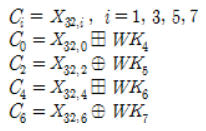 C_i = X_{32,i}, i = 1, 3, 5, 7
C_0 = X_{32,0} ⊞ WK_4
C_2 = X_{32,2} ⊕ WK_5
C_4 = X_{32,4} ⊞ WK_6
C_6 = X_{32,6} ⊕ WK_7